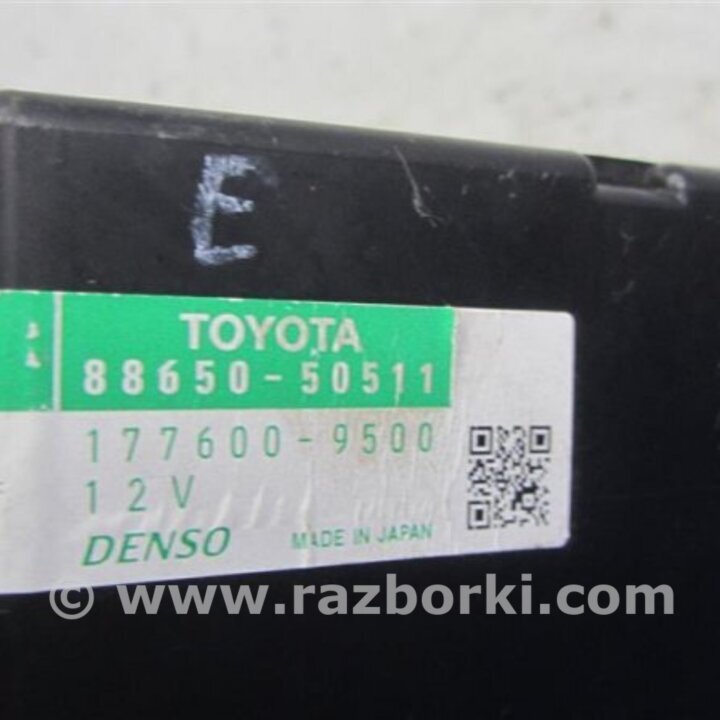 E
TOYOTA
88650-50511
177600-9500
12V
DENSO MADE IN JAPAN
© www.razborki.com